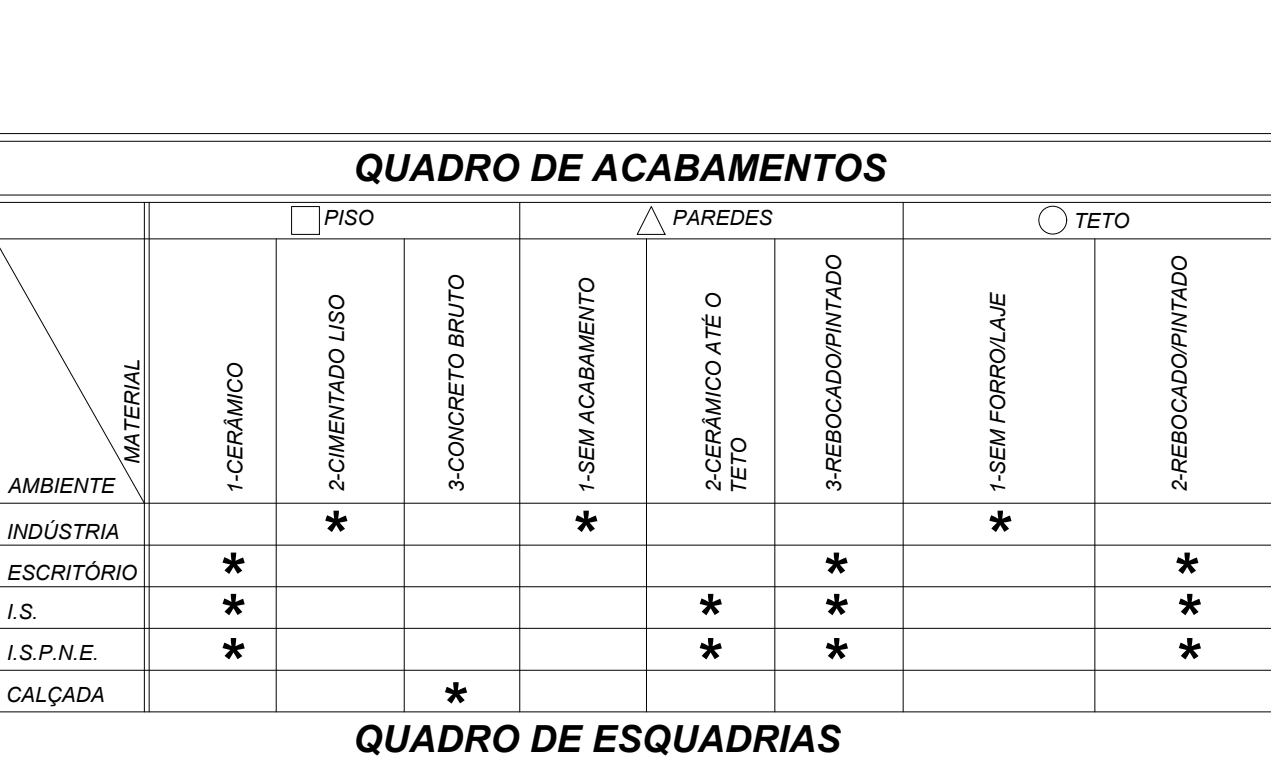 QUADRO DE ACABAMENTOS
PISO PAREDES TETO
AMBIENTE
MATERIAL
1-CERÂMICO
2-CIMENTADO LISO
3-CONCRETO BRUTO
1-SEM ACABAMENTO
2-CERÂMICO ATÉ O
TETO
3-REBOCADO/PINTADO
1-SEM FORRO/LAJE
2-REBOCADO/PINTADO
INDÚSTRIA * * *
ESCRITÓRIO * * *
I.S. * * * *
I.S.P.N.E. * * * *
CALÇADA *
QUADRO DE ESQUADRIAS